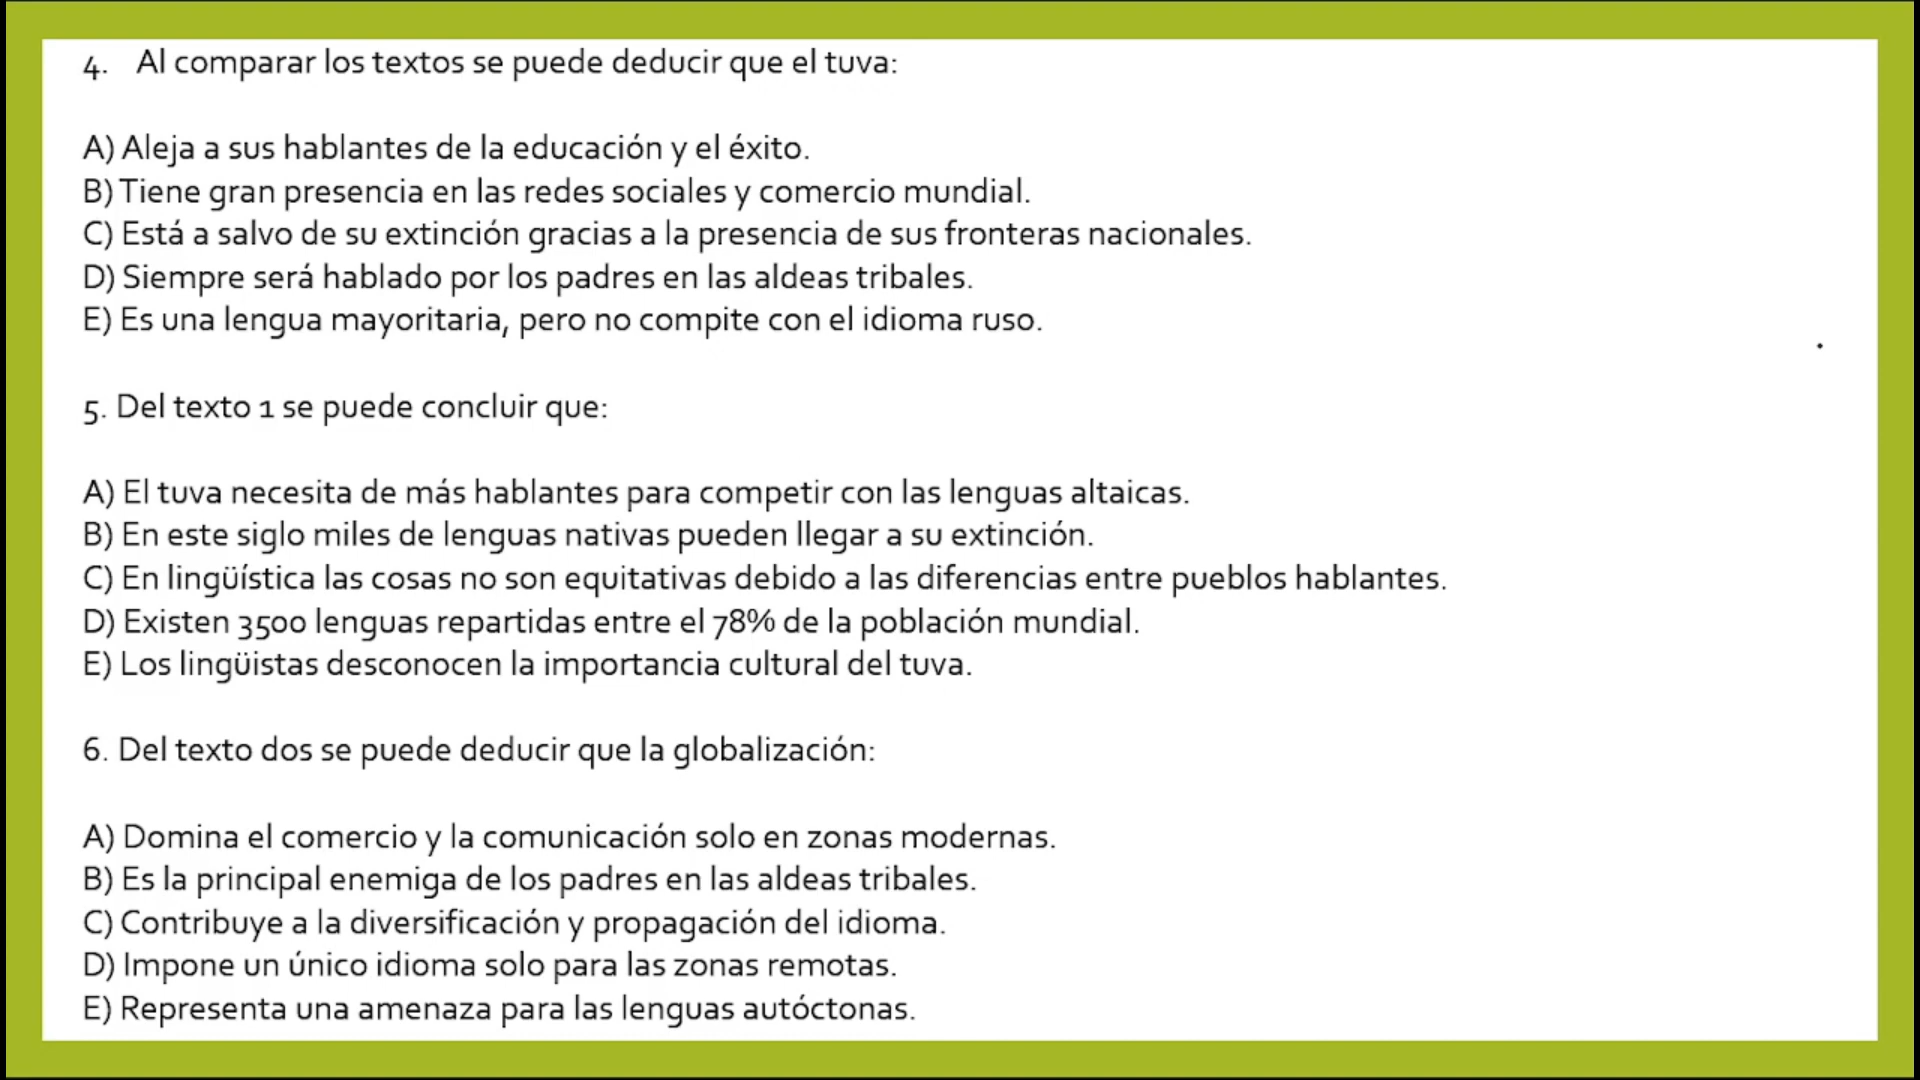 4. Al comparar los textos se puede deducir que el tuva:
A) Aleja a sus hablantes de la educación y el éxito.
B) Tiene gran presencia en las redes sociales y comercio mundial.
C) Está a salvo de su extinción gracias a la presencia de sus fronteras nacionales.
D) Siempre será hablado por los padres en las aldeas tribales.
E) Es una lengua mayoritaria, pero no compite con el idioma ruso.
5. Del texto 1 se puede concluir que:
A) El tuva necesita de más hablantes para competir con las lenguas altaicas.
B) En este siglo miles de lenguas nativas pueden llegar a su extinción.
C) En lingüística las cosas no son equitativas debido a las diferencias entre pueblos hablantes.
D) Existen 3500 lenguas repartidas entre el 78% de la población mundial.
E) Los lingüistas desconocen la importancia cultural del tuva.
6. Del texto dos se puede deducir que la globalización:
A) Domina el comercio y la comunicación solo en zonas modernas.
B) Es la principal enemiga de los padres en las aldeas tribales.
C) Contribuye a la diversificación y propagación del idioma.
D) Impone un único idioma solo para las zonas remotas.
E) Representa una amenaza para las lenguas autóctonas.